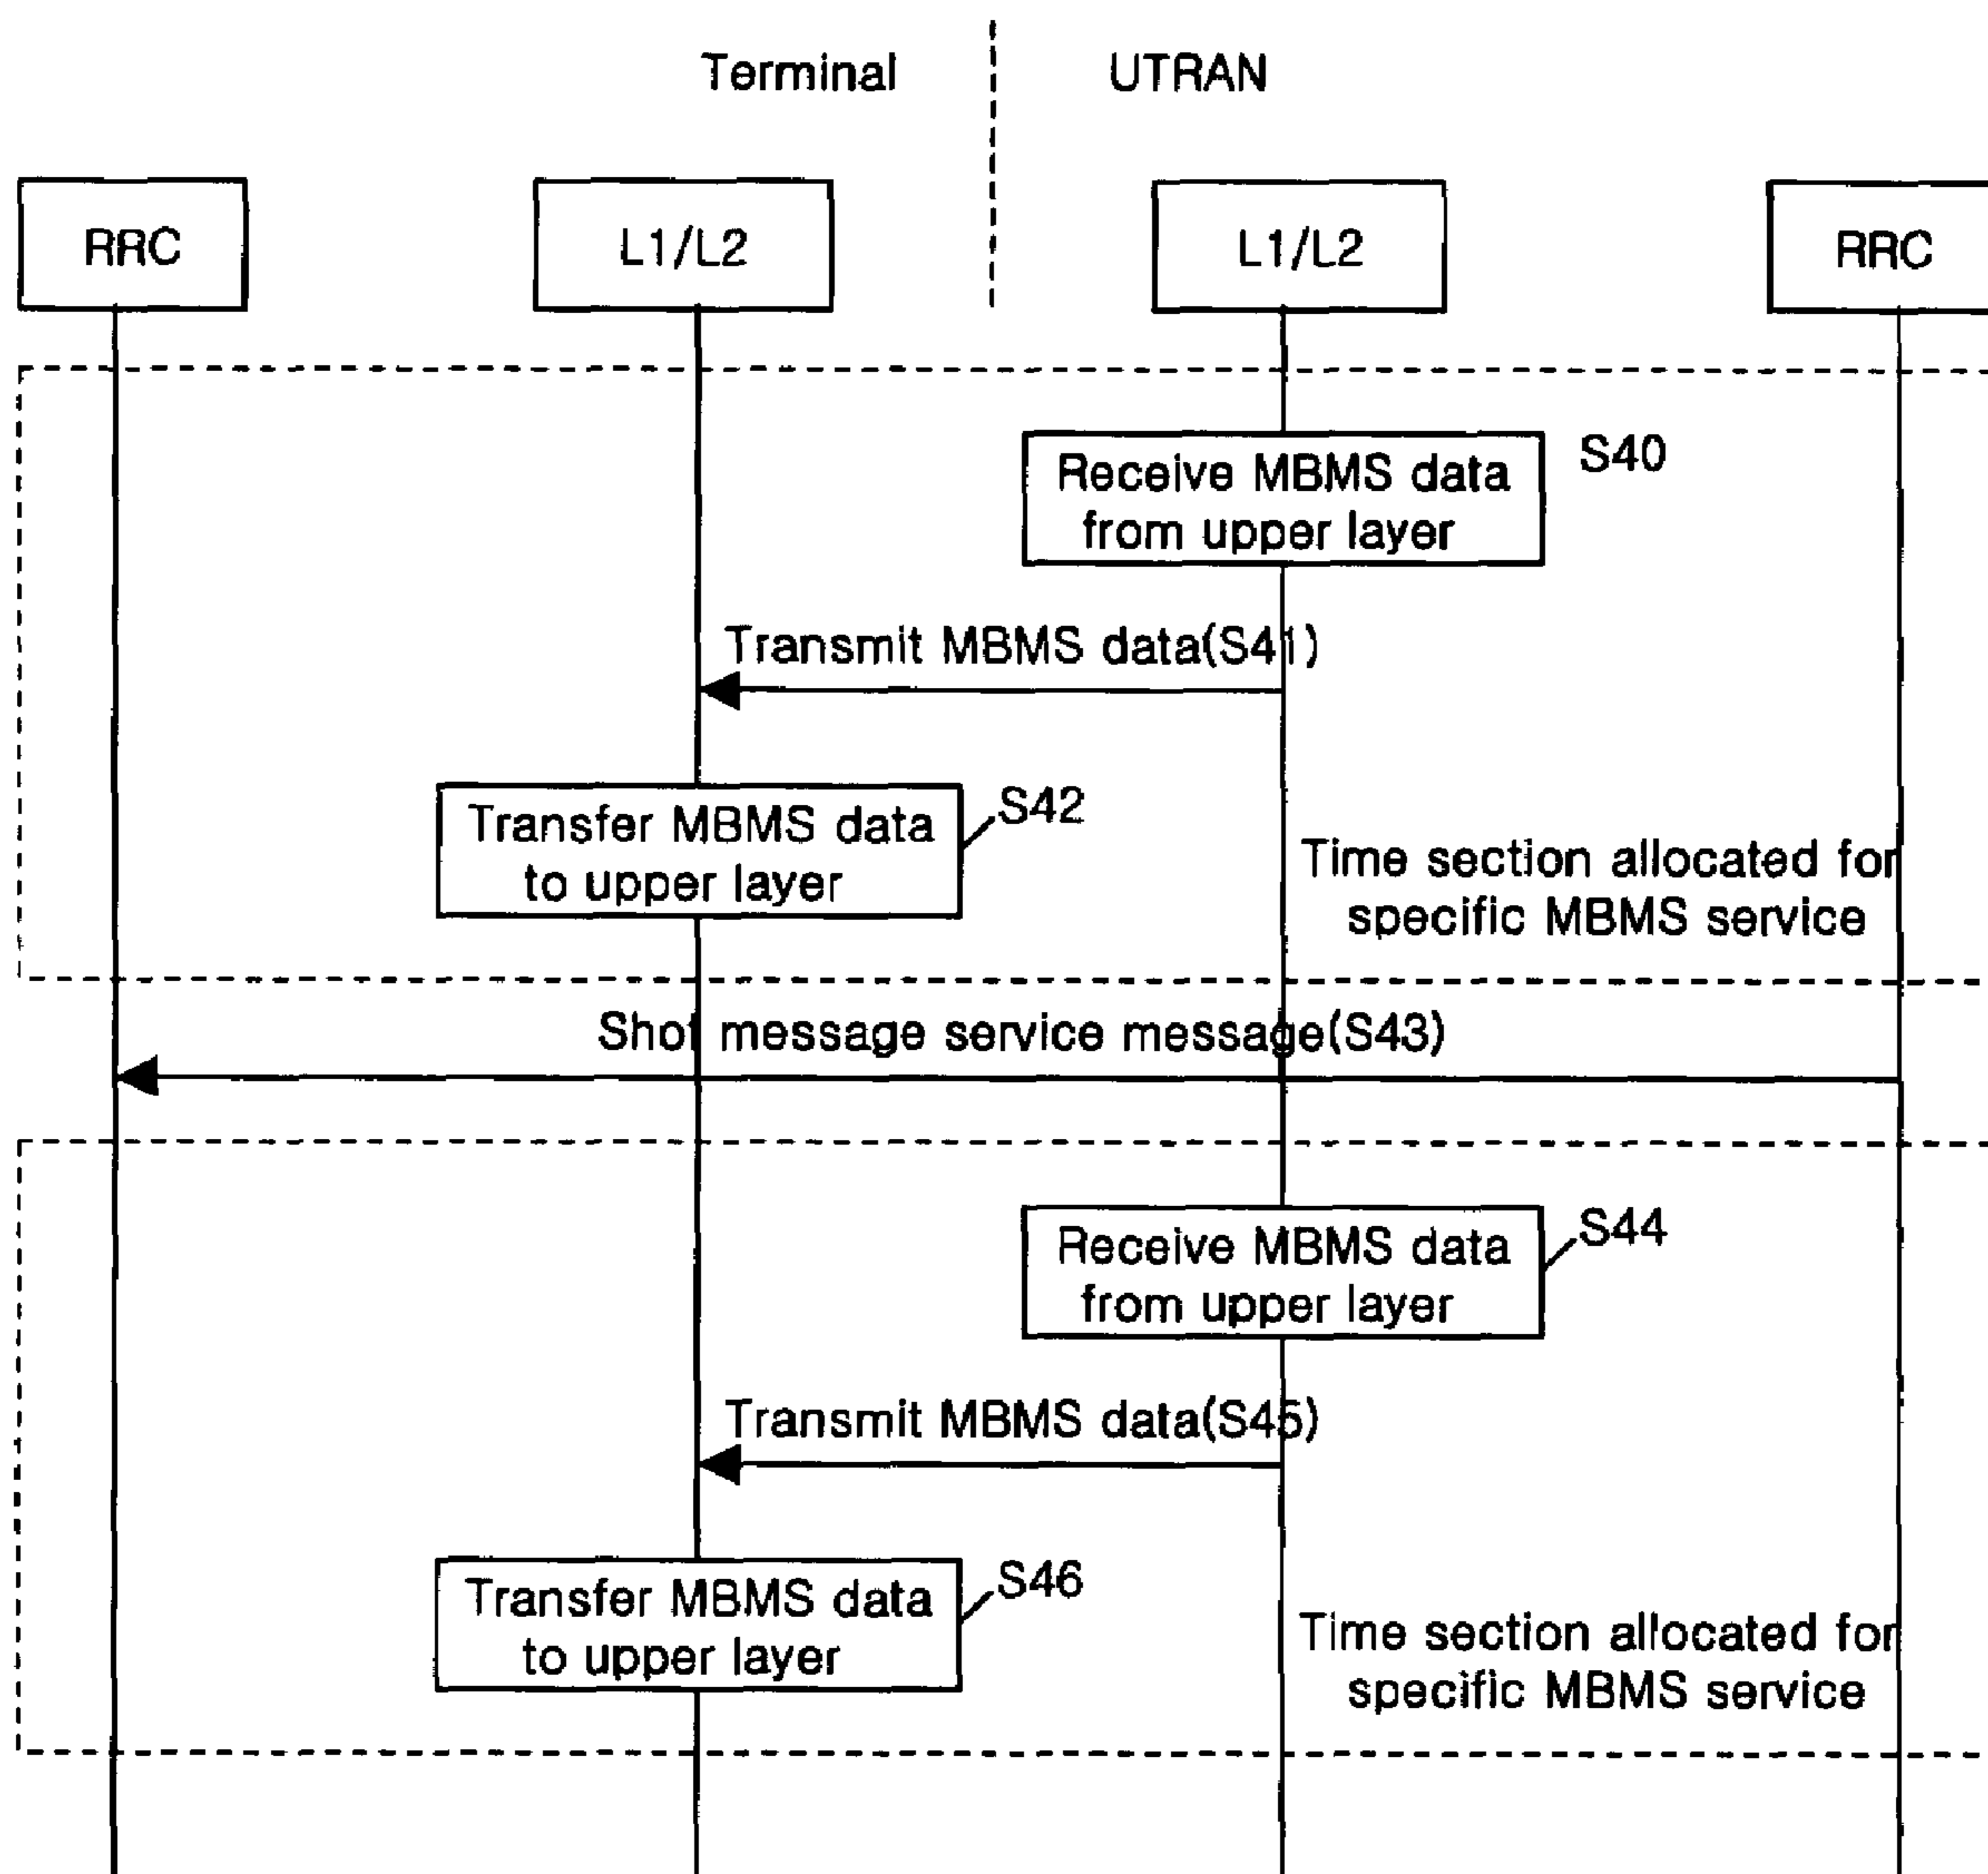 Terminal
UTRAN
RRC
L1/L2
L1/L2
RRC
Receive MBMS data
from upper layer
S40
Transmit MBMS data(S41)
Transfer MBMS data
to upper layer
S42
Time section allocated for
specific MBMS service
Shot message service message(S43)
Receive MBMS data
from upper layer
S44
Transmit MBMS data(S45)
Transfer MBMS data
to upper layer
S46
Time section allocated for
specific MBMS service